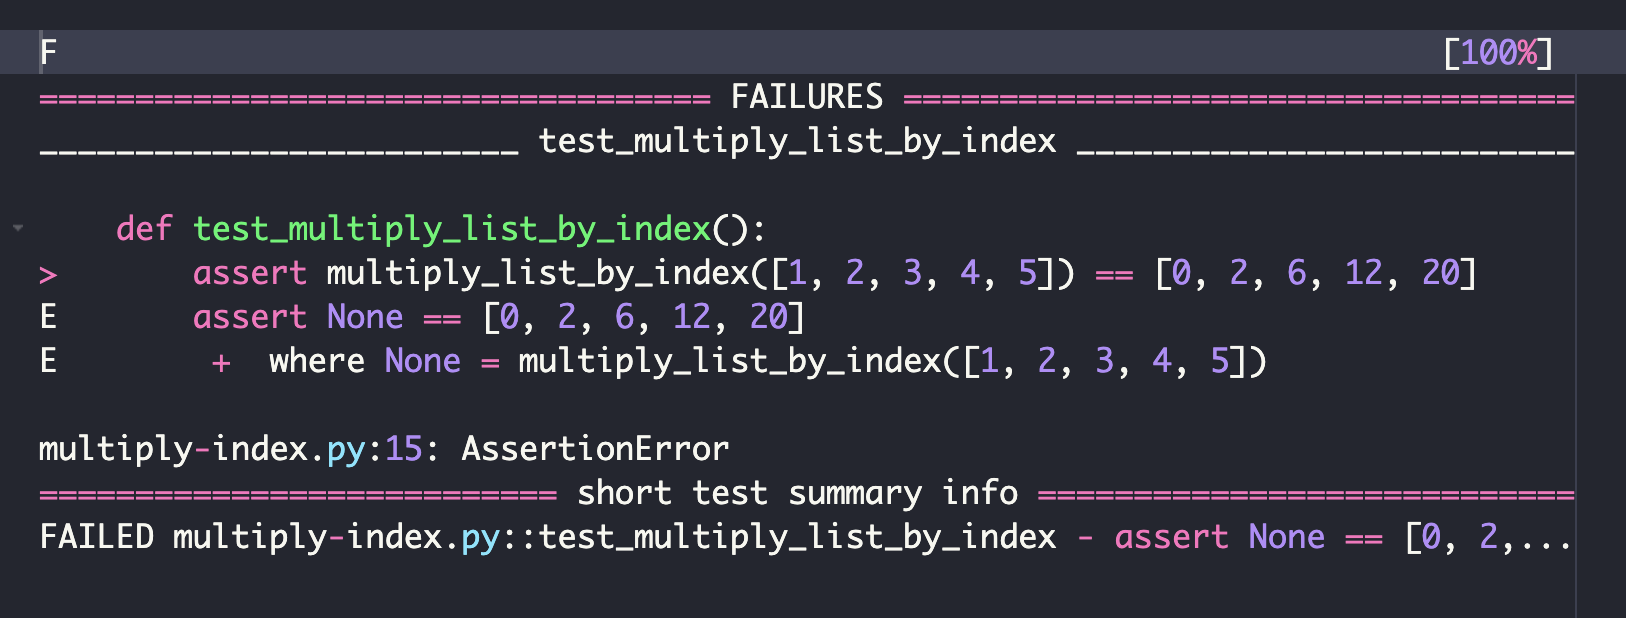 F [100%]
=================================== FAILURES ===================================
_________________________ test_multiply_list_by_index __________________________
def test_multiply_list_by_index():
> assert multiply_list_by_index([1, 2, 3, 4, 5]) == [0, 2, 6, 12, 20]
E assert None == [0, 2, 6, 12, 20]
E + where None = multiply_list_by_index([1, 2, 3, 4, 5])
multiply-index.py:15: AssertionError
=========================== short test summary info ============================
FAILED multiply-index.py::test_multiply_list_by_index - assert None == [0, 2,...